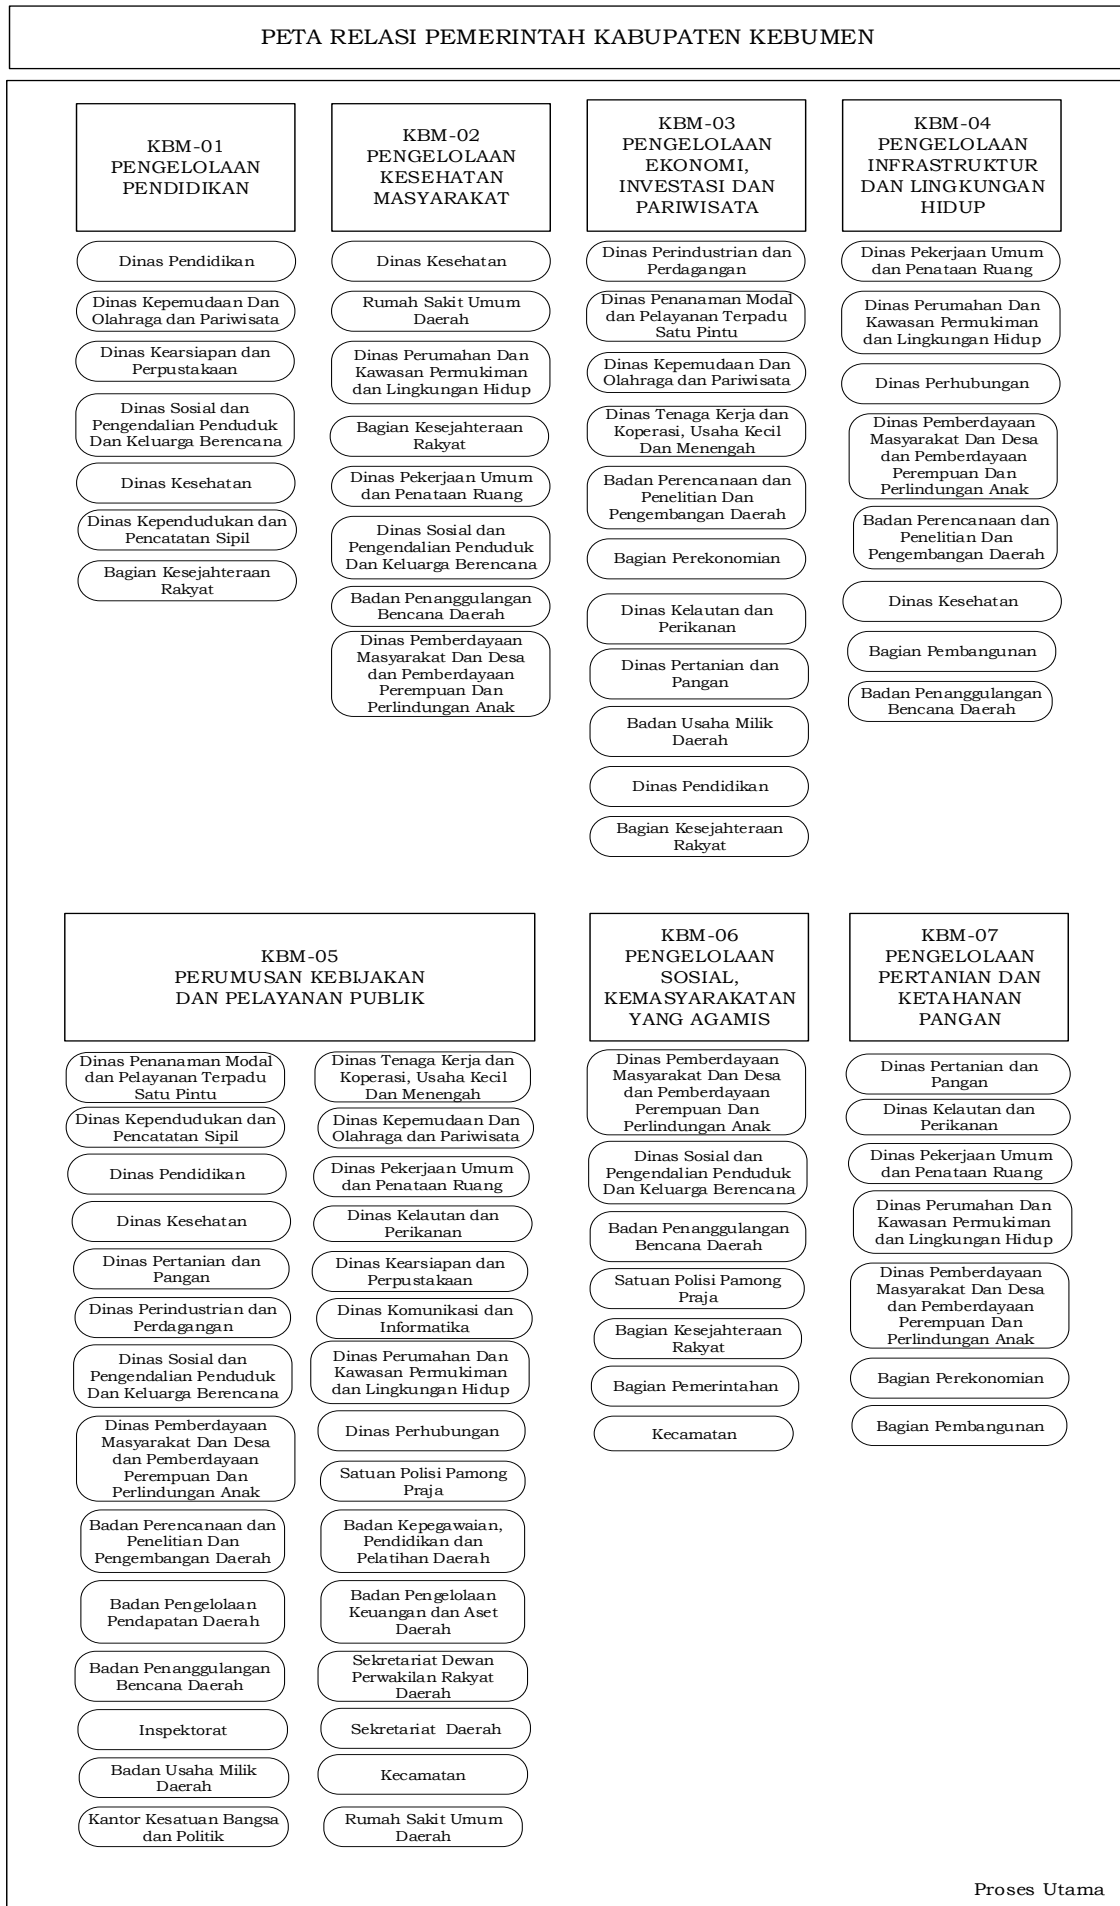 PETA RELASI PEMERINTAH KABUPATEN KEBUMEN
KBM-01
PENGELOLAAN
PENDIDIKAN
Dinas Pendidikan
Dinas Kepemudaan Dan
Olahraga dan Pariwisata
Dinas Kearsiapan dan
Perpustakaan
Dinas Sosial dan
Pengendalian Penduduk
Dan Keluarga Berencana
Dinas Kesehatan
Dinas Kependudukan dan
Pencatatan Sipil
Bagian Kesejahteraan
Rakyat
KBM-02
PENGELOLAAN
KESEHATAN
MASYARAKAT
Dinas Kesehatan
Rumah Sakit Umum
Daerah
Dinas Perumahan Dan
Kawasan Permukiman
dan Lingkungan Hidup
Bagian Kesejahteraan
Rakyat
Dinas Pekerjaan Umum
dan Penataan Ruang
Dinas Sosial dan
Pengendalian Penduduk
Dan Keluarga Berencana
Badan Penanggulangan
Bencana Daerah
Dinas Pemberdayaan
Masyarakat Dan Desa
dan Pemberdayaan
Perempuan Dan
Perlindungan Anak
KBM-03
PENGELOLAAN
EKONOMI,
INVESTASI DAN
PARIWISATA
Dinas Perindustrian dan
Perdagangan
Dinas Penanaman Modal
dan Pelayanan Terpadu
Satu Pintu
Dinas Kepemudaan Dan
Olahraga dan Pariwisata
Dinas Tenaga Kerja dan
Koperasi, Usaha Kecil
Dan Menengah
Badan Perencanaan dan
Penelitian Dan
Pengembangan Daerah
Bagian Perekonomian
Dinas Kelautan dan
Perikanan
Dinas Pertanian dan
Pangan
Badan Usaha Milik
Daerah
Dinas Pendidikan
Bagian Kesejahteraan
Rakyat
KBM-04
PENGELOLAAN
INFRASTRUKTUR
DAN LINGKUNGAN
HIDUP
Dinas Pekerjaan Umum
dan Penataan Ruang
Dinas Perumahan Dan
Kawasan Permukiman
dan Lingkungan Hidup
Dinas Perhubungan
Dinas Pemberdayaan
Masyarakat Dan Desa
dan Pemberdayaan
Perempuan Dan
Perlindungan Anak
Badan Perencanaan dan
Penelitian Dan
Pengembangan Daerah
Dinas Kesehatan
Bagian Pembangunan
Badan Penanggulangan
Bencana Daerah
KBM-05
PERUMUSAN KEBIJAKAN
DAN PELAYANAN PUBLIK
Dinas Penanaman Modal
dan Pelayanan Terpadu
Satu Pintu
Dinas Kependudukan dan
Pencatatan Sipil
Dinas Pendidikan
Dinas Kesehatan
Dinas Pertanian dan
Pangan
Dinas Perindustrian dan
Perdagangan
Dinas Sosial dan
Pengendalian Penduduk
Dan Keluarga Berencana
Dinas Pemberdayaan
Masyarakat Dan Desa
dan Pemberdayaan
Perempuan Dan
Perlindungan Anak
Badan Perencanaan dan
Penelitian Dan
Pengembangan Daerah
Badan Pengelolaan
Pendapatan Daerah
Badan Penanggulangan
Bencana Daerah
Inspektorat
Badan Usaha Milik
Daerah
Kantor Kesatuan Bangsa
dan Politik
Dinas Tenaga Kerja dan
Koperasi, Usaha Kecil
Dan Menengah
Dinas Kepemudaan Dan
Olahraga dan Pariwisata
Dinas Pekerjaan Umum
dan Penataan Ruang
Dinas Kelautan dan
Perikanan
Dinas Kearsiapan dan
Perpustakaan
Dinas Komunikasi dan
Informatika
Dinas Perumahan Dan
Kawasan Permukiman
dan Lingkungan Hidup
Dinas Perhubungan
Satuan Polisi Pamong
Praja
Badan Kepegawaian,
Pendidikan dan
Pelatihan Daerah
Badan Pengelolaan
Keuangan dan Aset
Daerah
Sekretariat Dewan
Perwakilan Rakyat
Daerah
Sekretariat Daerah
Kecamatan
Rumah Sakit Umum
Daerah
KBM-06
PENGELOLAAN
SOSIAL,
KEMASYARAKATAN
YANG AGAMIS
Dinas Pemberdayaan
Masyarakat Dan Desa
dan Pemberdayaan
Perempuan Dan
Perlindungan Anak
Dinas Sosial dan
Pengendalian Penduduk
Dan Keluarga Berencana
Badan Penanggulangan
Bencana Daerah
Satuan Polisi Pamong
Praja
Bagian Kesejahteraan
Rakyat
Bagian Pemerintahan
Kecamatan
KBM-07
PENGELOLAAN
PERTANIAN DAN
KETAHANAN
PANGAN
Dinas Pertanian dan
Pangan
Dinas Kelautan dan
Perikanan
Dinas Pekerjaan Umum
dan Penataan Ruang
Dinas Perumahan Dan
Kawasan Permukiman
dan Lingkungan Hidup
Dinas Pemberdayaan
Masyarakat Dan Desa
dan Pemberdayaan
Perempuan Dan
Perlindungan Anak
Bagian Perekonomian
Bagian Pembangunan
Proses Utama